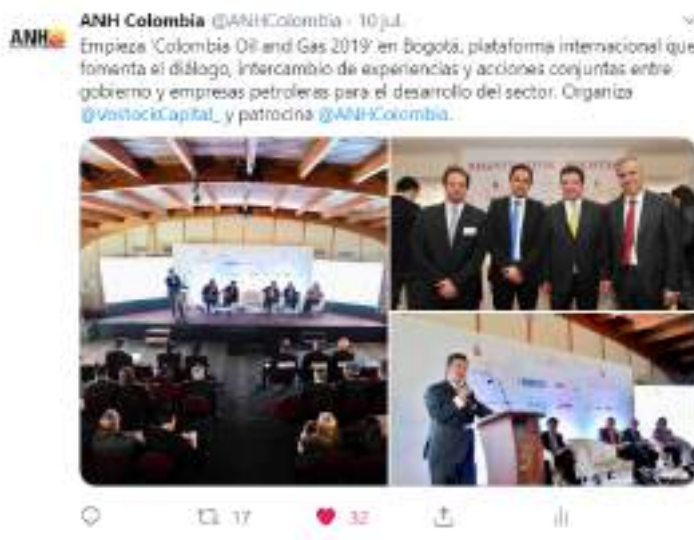 ANH Colombia @ANHColombia · 10 jul.
ANH
Empieza 'Colombia Oil and Gas 2019' en Bogotá, plataforma internacional que
fomenta el diálogo, intercambio de experiencias y acciones conjuntas entre
gobierno y empresas petroleras para el desarrollo del sector. Organiza
@VostockCapital_ y patrocina @ANHColombia.
17
32